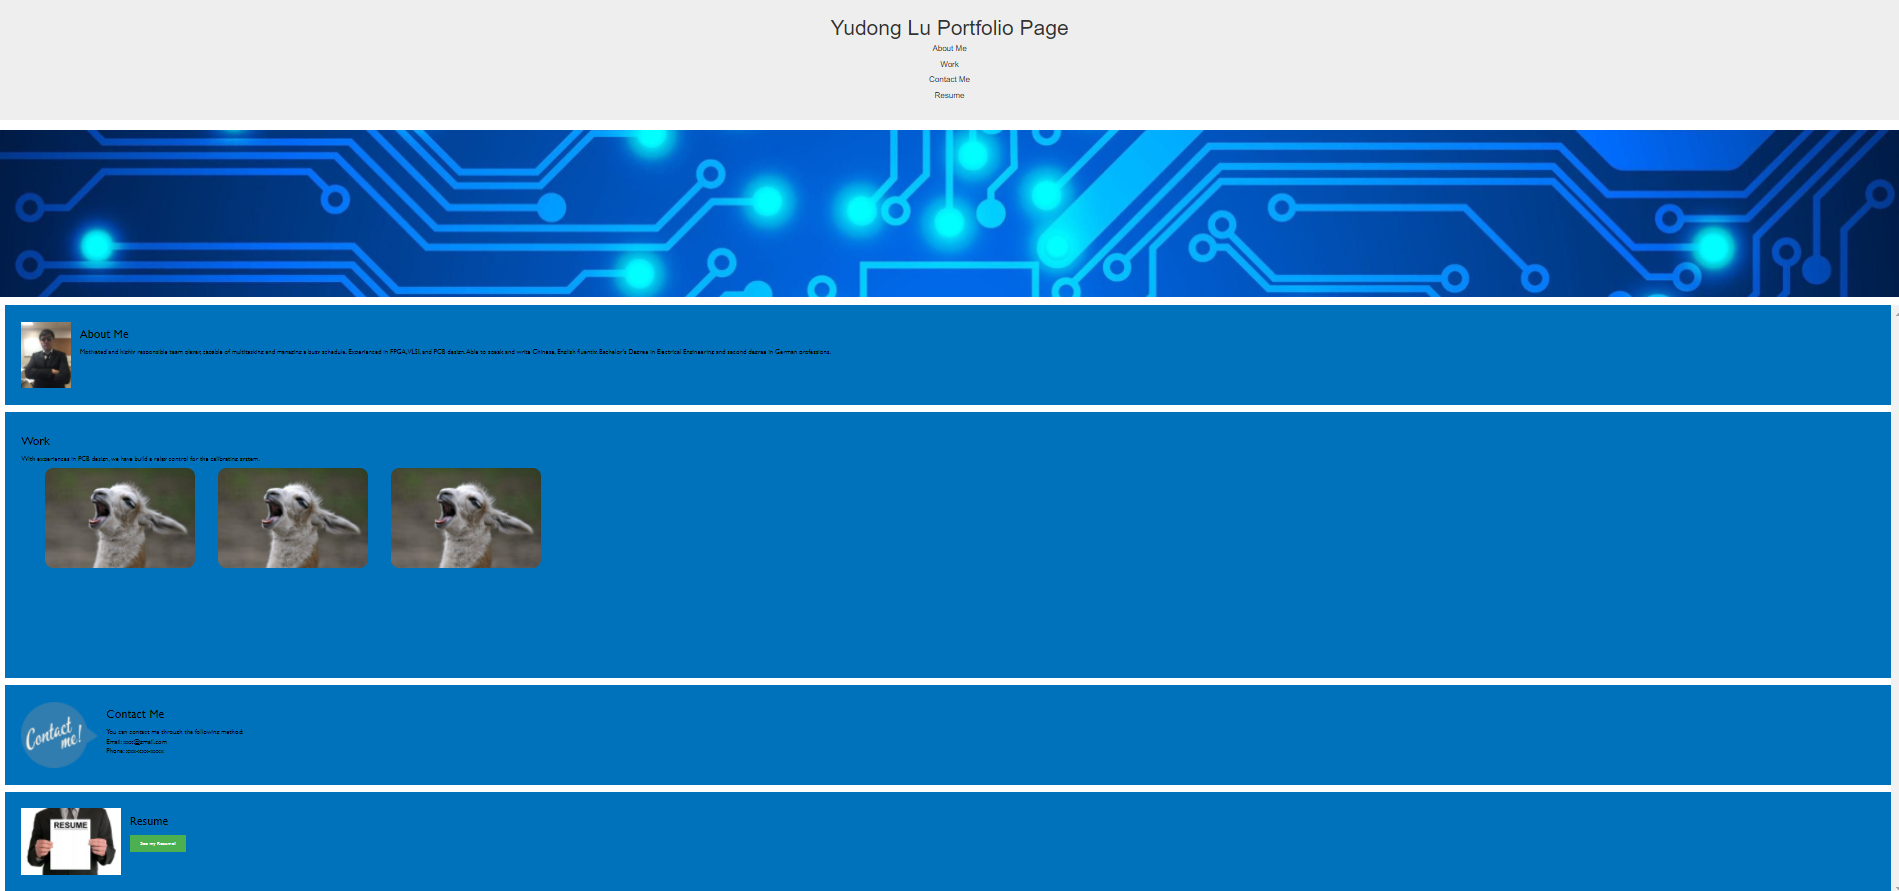 Yudong Lu Portfolio Page
About Me
Work
Contact Me
Resume
About Me
Motivated and highly responsible team player, capable of multitasking and managing a busy schedule. Experienced in FPGA, VLSI, and PCB design. Able to speak and write Chinese, English fluently. Bachelor's Degree in Electrical Engineering and second degree in German professions.
Work
With experiences in PCB design, we have build a relay control for the calibrating system.
Contact me!
Contact Me
You can contact me through the following method:
Email: xxxx@gmail.com
Phone:
RESUME
Resume
See my Resume!